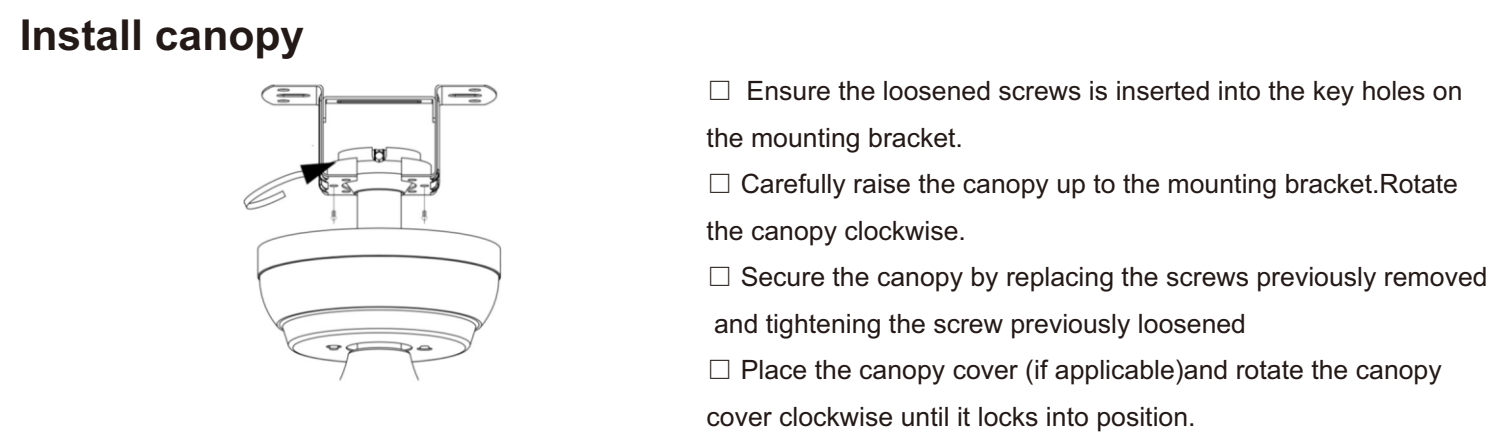 Install canopy
☐ Ensure the loosened screws is inserted into the key holes on
the mounting bracket.
☐ Carefully raise the canopy up to the mounting bracket.Rotate
the canopy clockwise.
☐ Secure the canopy by replacing the screws previously removed
and tightening the screw previously loosened
☐ Place the canopy cover (if applicable)and rotate the canopy
cover clockwise until it locks into position.